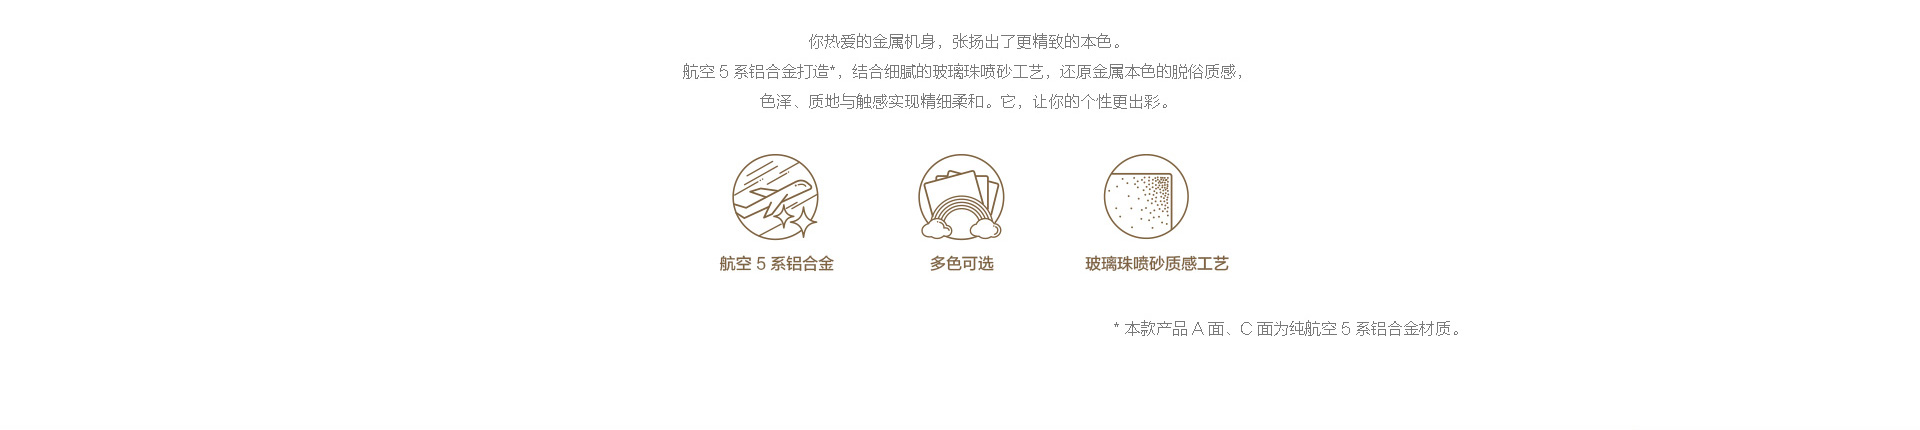 你热爱的金属机身，张扬出了更精致的本色。
航空 5 系铝合金打造*，结合细腻的玻璃珠喷砂工艺，还原金属本色的脱俗质感，
色泽、质地与触感实现精细柔和。它，让你的个性更出彩。
航空 5 系铝合金
多色可选
玻璃珠喷砂质感工艺
* 本款产品 A 面、C 面为纯航空 5 系铝合金材质。